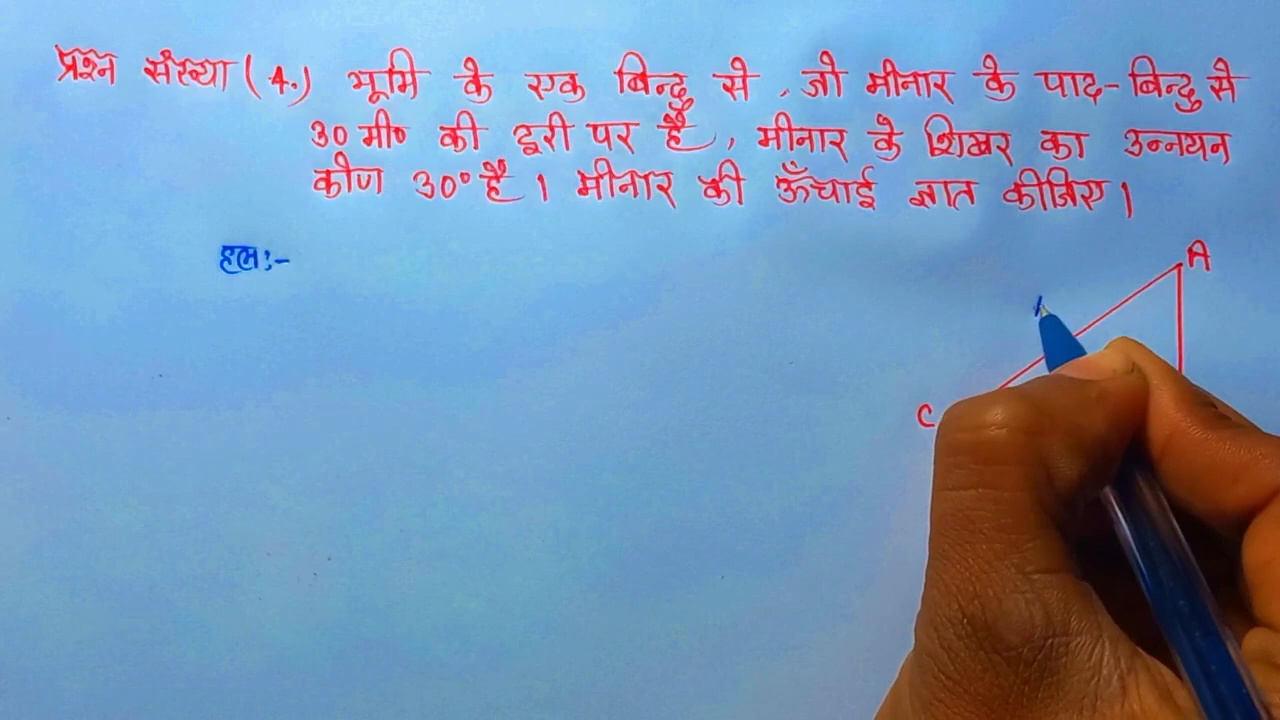 प्रश्न संख्या (4.) भूमि के एक बिन्दु से, जो मीनार के पाद-बिन्दु से
30 मी० की दूरी पर है, मीनार के शिखर का उन्नयन
कोण 30° है। मीनार की ऊँचाई ज्ञात कीजिए।
हल:-
A
C